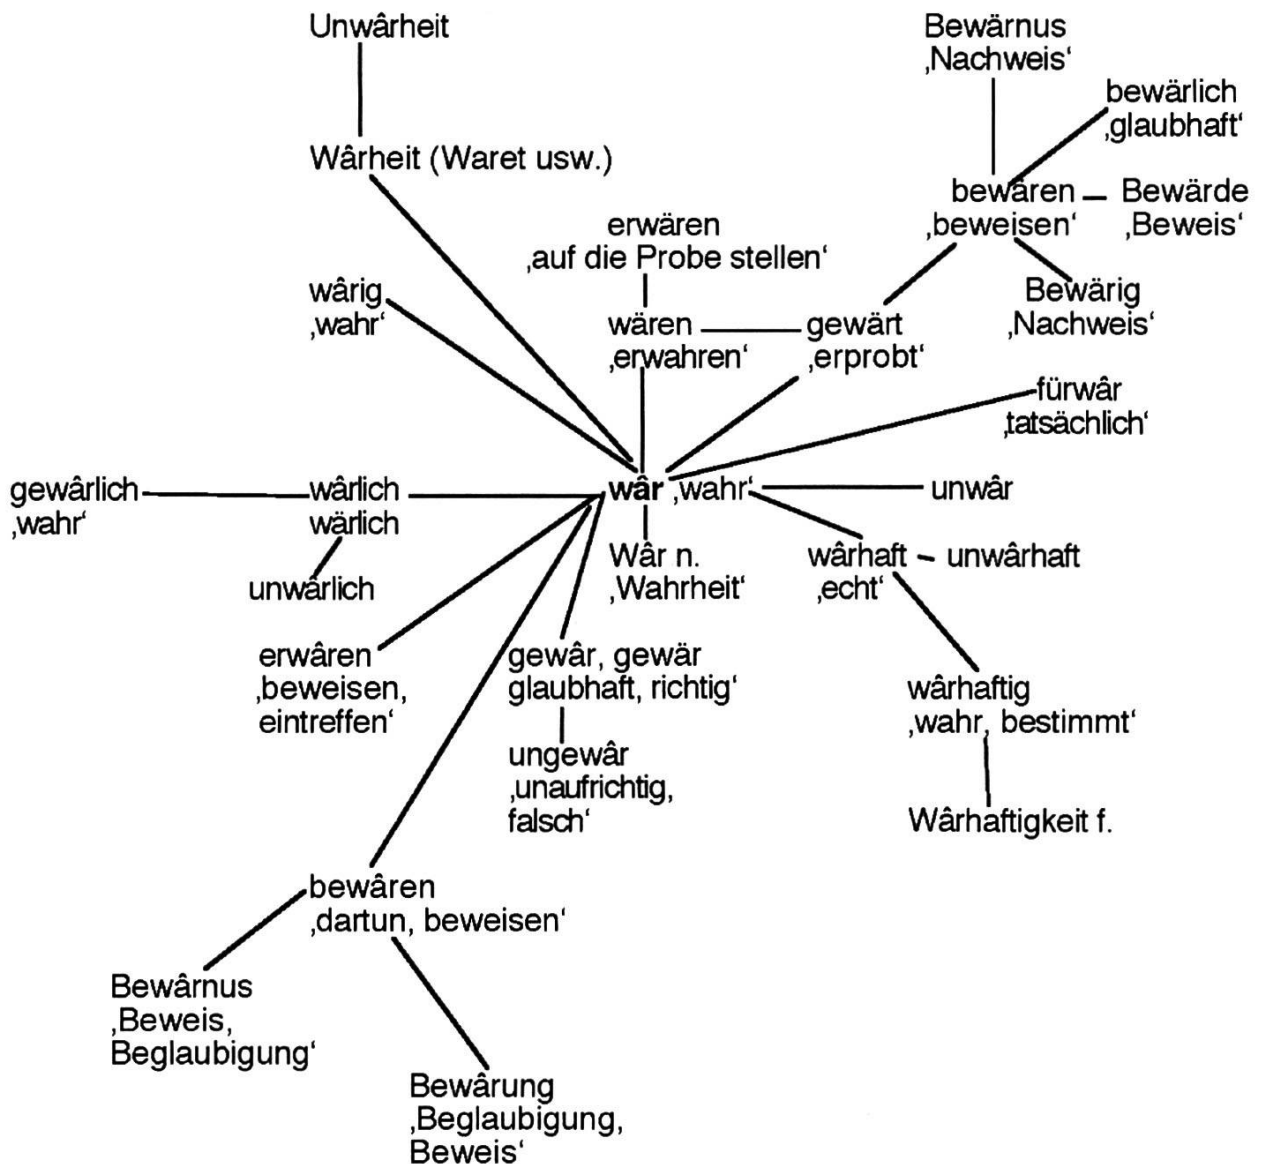 Unwârheit
Bewärnus
‚Nachweis‘
bewärlich
‚glaubhaft‘
Wârheit (Waret usw.)
bewären
‚beweisen‘
Bewärde
‚Beweis‘
erwären
‚auf die Probe stellen‘
wârig
‚wahr‘
Bewärig
‚Nachweis‘
wären
‚erwahren‘
gewärt
‚erprobt‘
fürwâr
‚tatsächlich‘
gewârlich
‚wahr‘
wârlich
wärlich
wâr ‚wahr‘
unwâr
unwârlich
Wâr n.
‚Wahrheit‘
wârhaft
‚echt‘
unwârhaft
erwâren
‚beweisen,
eintreffen‘
gewâr, gewär
glaubhaft, richtig‘
wârhaftig
‚wahr, bestimmt‘
ungewâr
‚unaufrichtig,
falsch‘
Wârhaftigkeit f.
bewâren
‚dartun, beweisen‘
Bewârnus
‚Beweis,
Beglaubigung‘
Bewârung
‚Beglaubigung,
Beweis‘